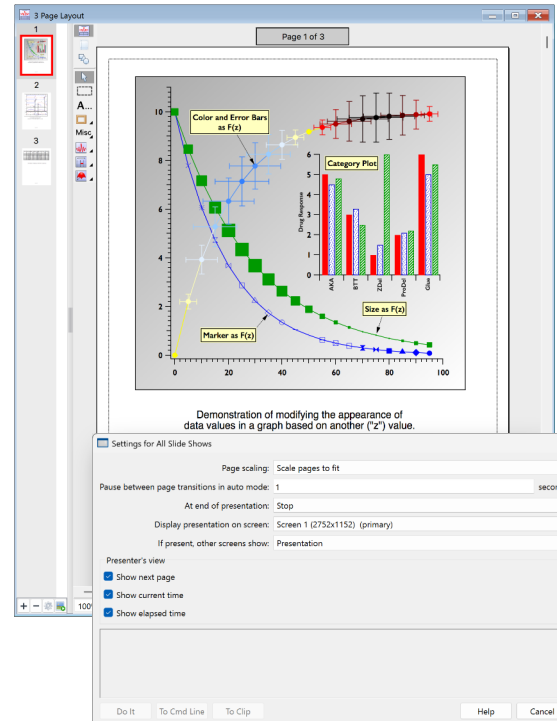 3 Page Layout
Page 1 of 3
1
2
3
A...
Misc
100
Color and Error Bars
as F(z)
Category Plot
Drug Response
6
5
4
3
2
1
0
AKA
BTT
ZDel
ProDel
Glue
Size as F(z)
Marker as F(z)
10
8
6
4
2
0
0 20 40 60 80 100
Demonstration of modifying the appearance of
data values in a graph based on another ("z") value.
Settings for All Slide Shows
Page scaling: Scale pages to fit
Pause between page transitions in auto mode: 1 secon
At end of presentation: Stop
Display presentation on screen: Screen 1 (2752x1152) (primary)
If present, other screens show: Presentation
Presenter's view
Show next page
Show current time
Show elapsed time
Do It To Cmd Line To Clip Help Cancel